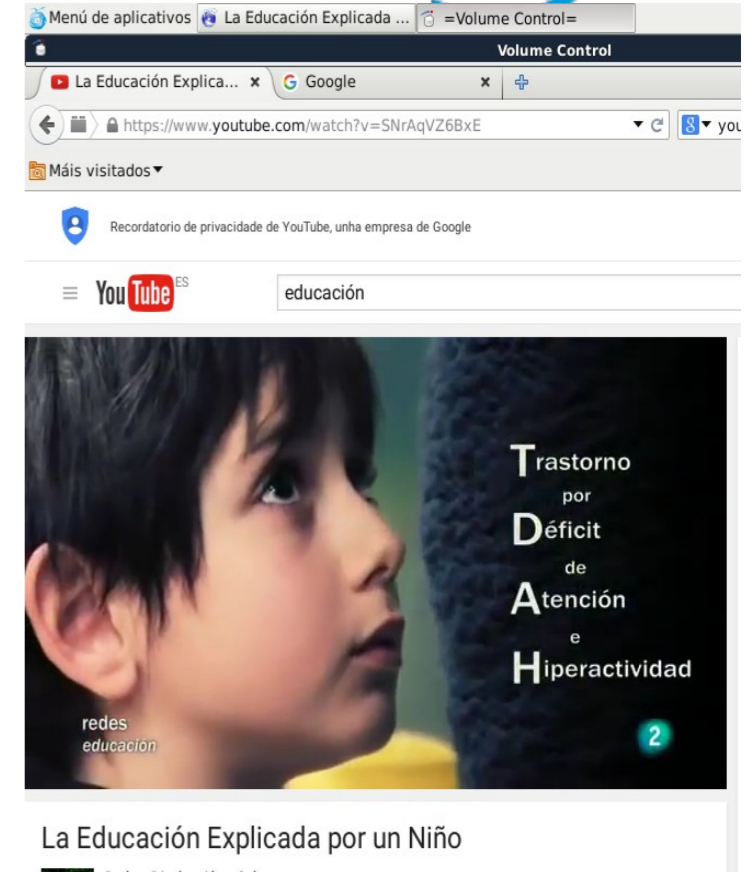 Menú de aplicativos La Educación Explicada ... =Volume Control=
Volume Control
La Educación Explica... x Google x
https://www.youtube.com/watch?v=SNrAqVZ6BxE 8 you
Máis visitados
Recordatorio de privacidade de YouTube, unha empresa de Google
YouTube ES educación
Trastorno
por
Déficit
de
Atención
e
Hiperactividad
redes
educación
2
La Educación Explicada por un Niño